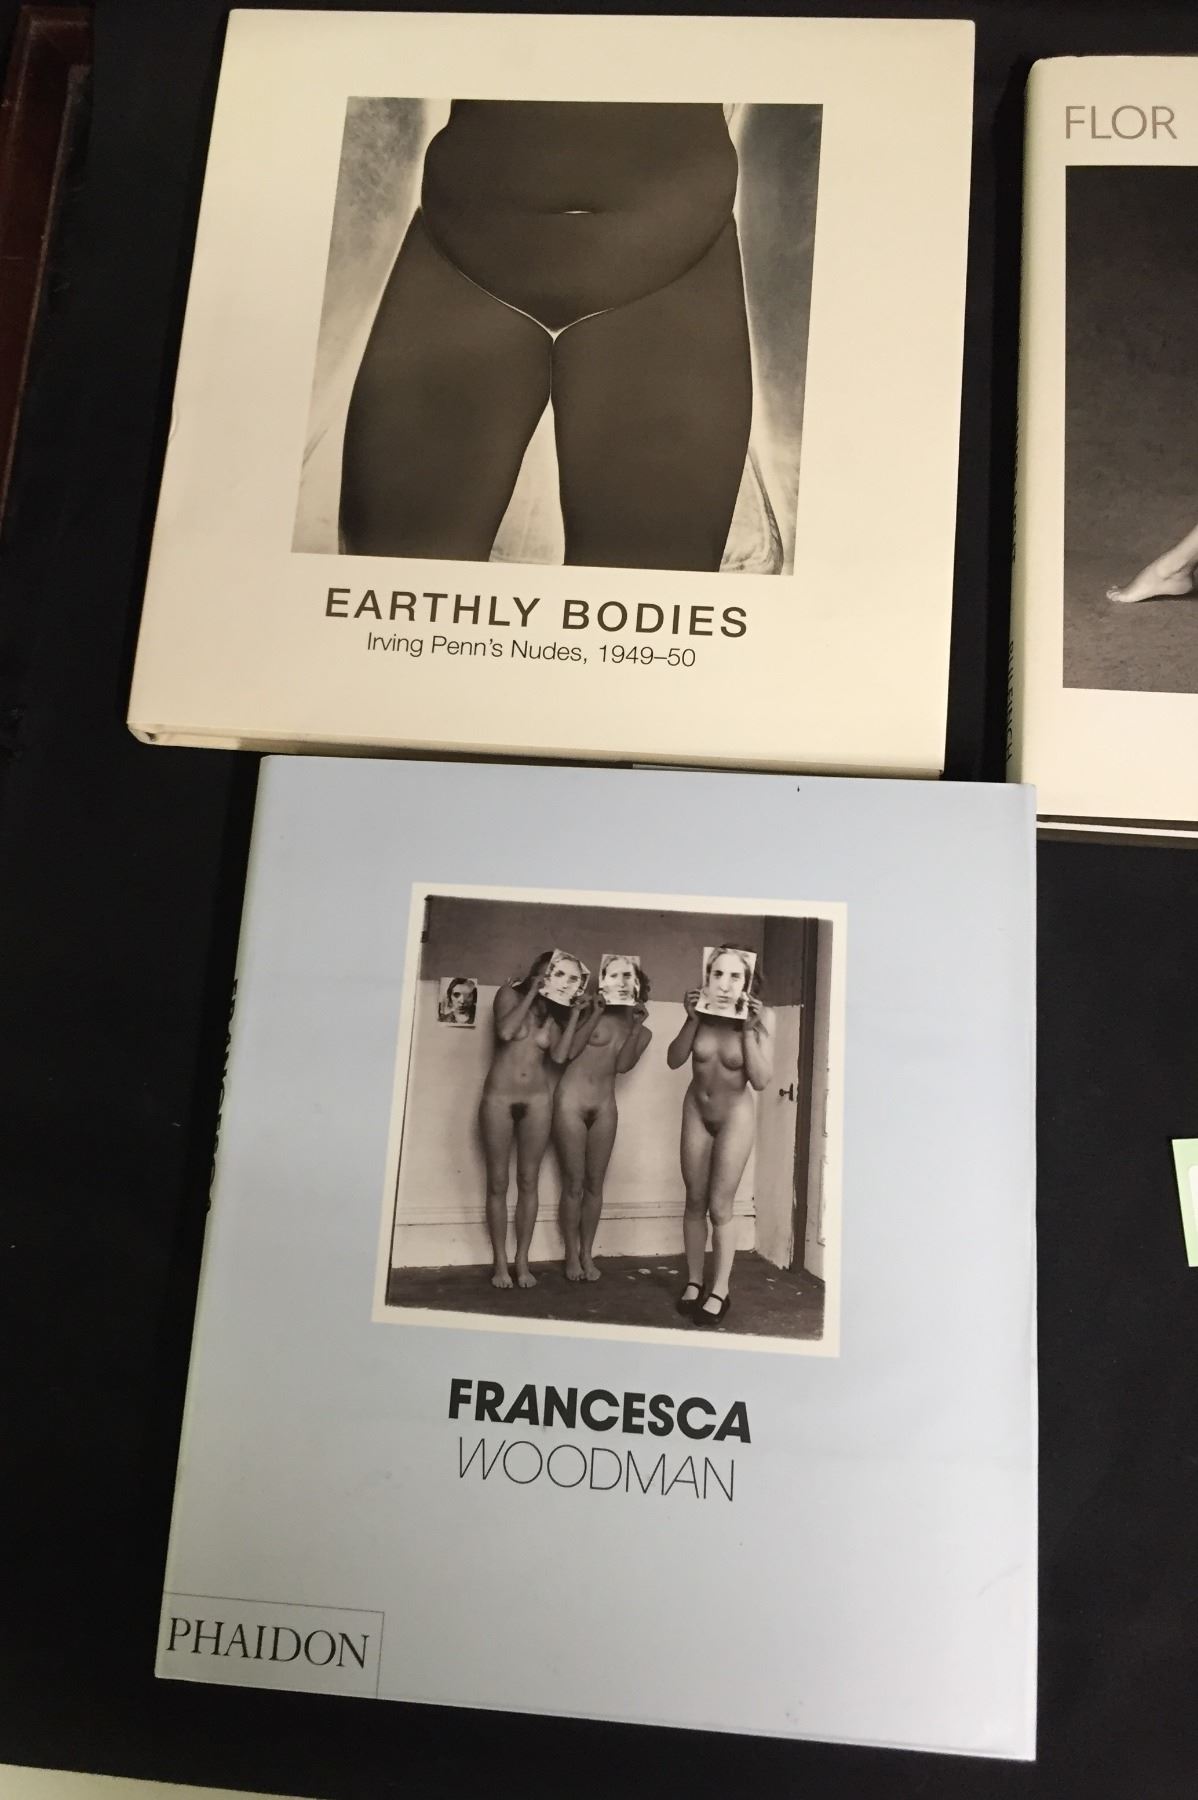 EARTHLY BODIES
Irving Penn's Nudes, 1949–50
FLOR
FRANCESCA
WOODMAN
PHAIDON